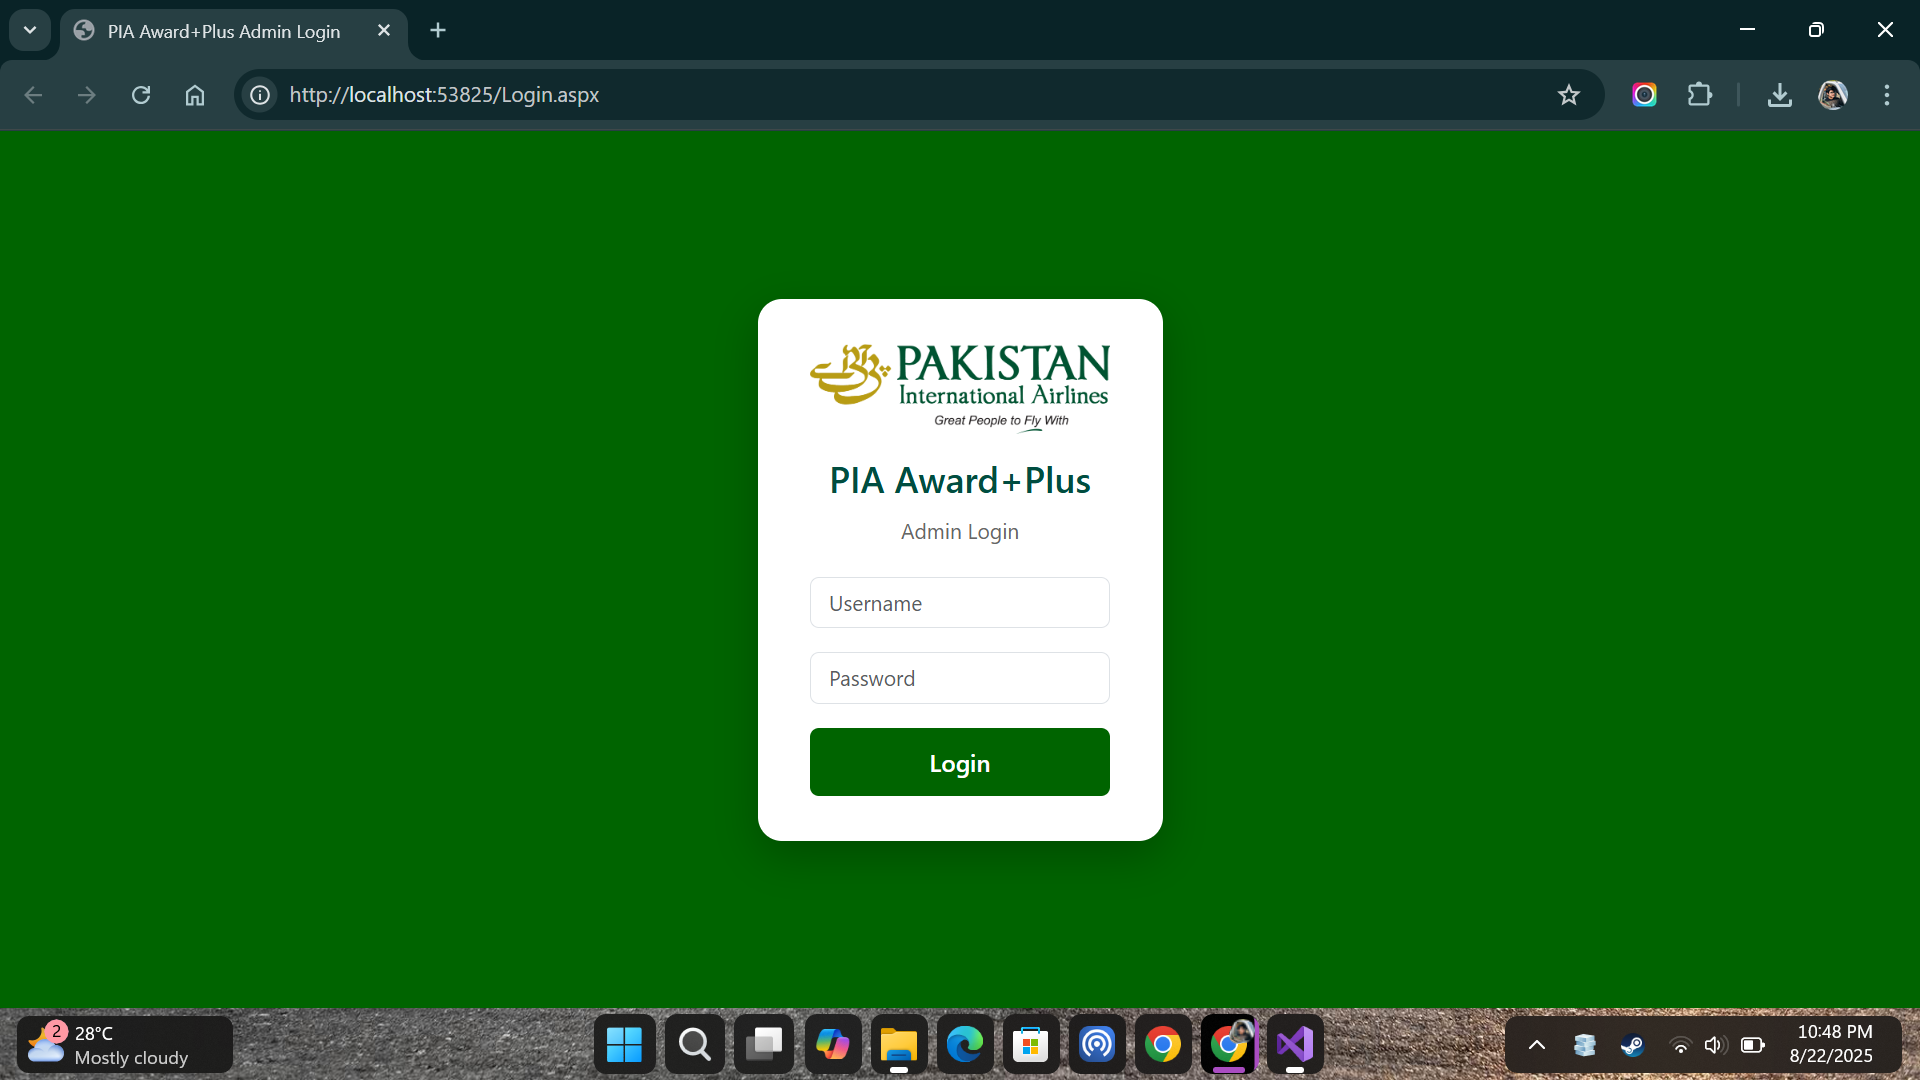 PIA Award+Plus Admin Login
http://localhost:53825/Login.aspx
PAKISTAN
International Airlines
Great People to Fly With
PIA Award+Plus
Admin Login
Username
Password
Login
2
28°C
Mostly cloudy
10:48 PM
8/22/2025